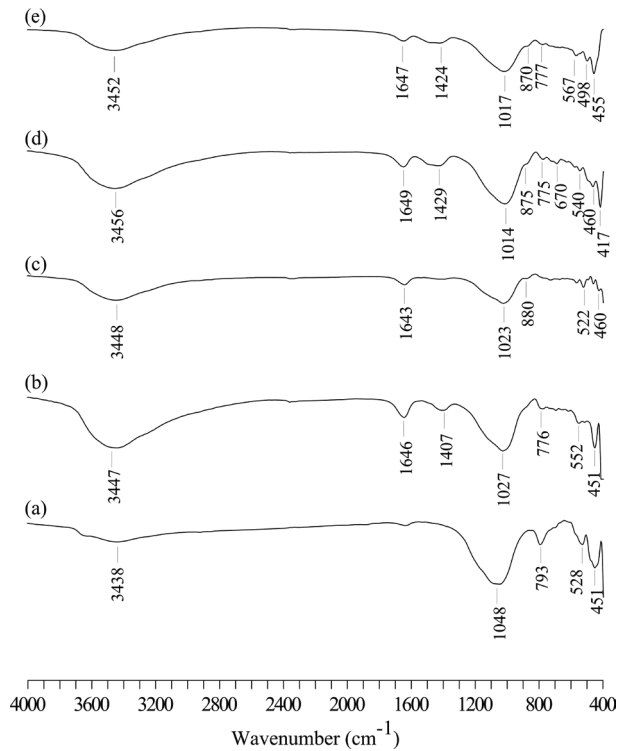 (e)
3452 1647 1424 1017 870 777 567 498 455
(d)
3456 1649 1429 1014 875 775 670 540 460 417
(c)
3448 1643 1023 880 522 460
(b)
3447 1646 1407 1027 776 552 451
(a)
3438 1048 793 528 451
4000 3600 3200 2800 2400 2000 1600 1200 800 400
Wavenumber (cm⁻¹)